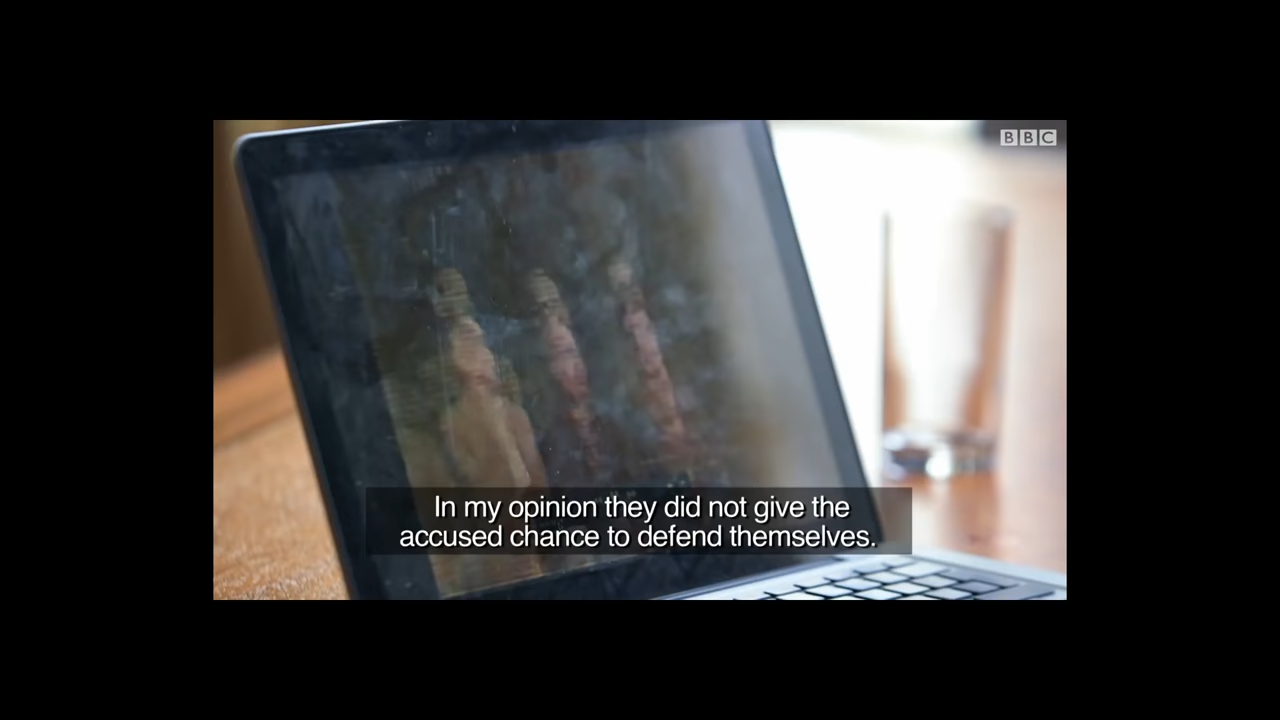 BBC
In my opinion they did not give the
accused chance to defend themselves.